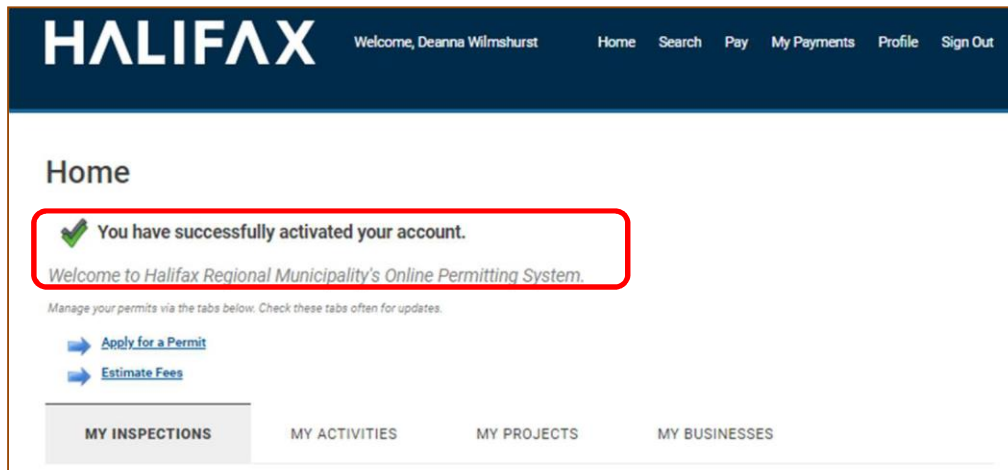 HALIFAX Welcome, Deanna Wilmshurst Home Search Pay My Payments Profile Sign Out
Home
You have successfully activated your account.
Welcome to Halifax Regional Municipality's Online Permitting System.
Manage your permits via the tabs below. Check these tabs often for updates.
Apply for a Permit
Estimate Fees
MY INSPECTIONS MY ACTIVITIES MY PROJECTS MY BUSINESSES